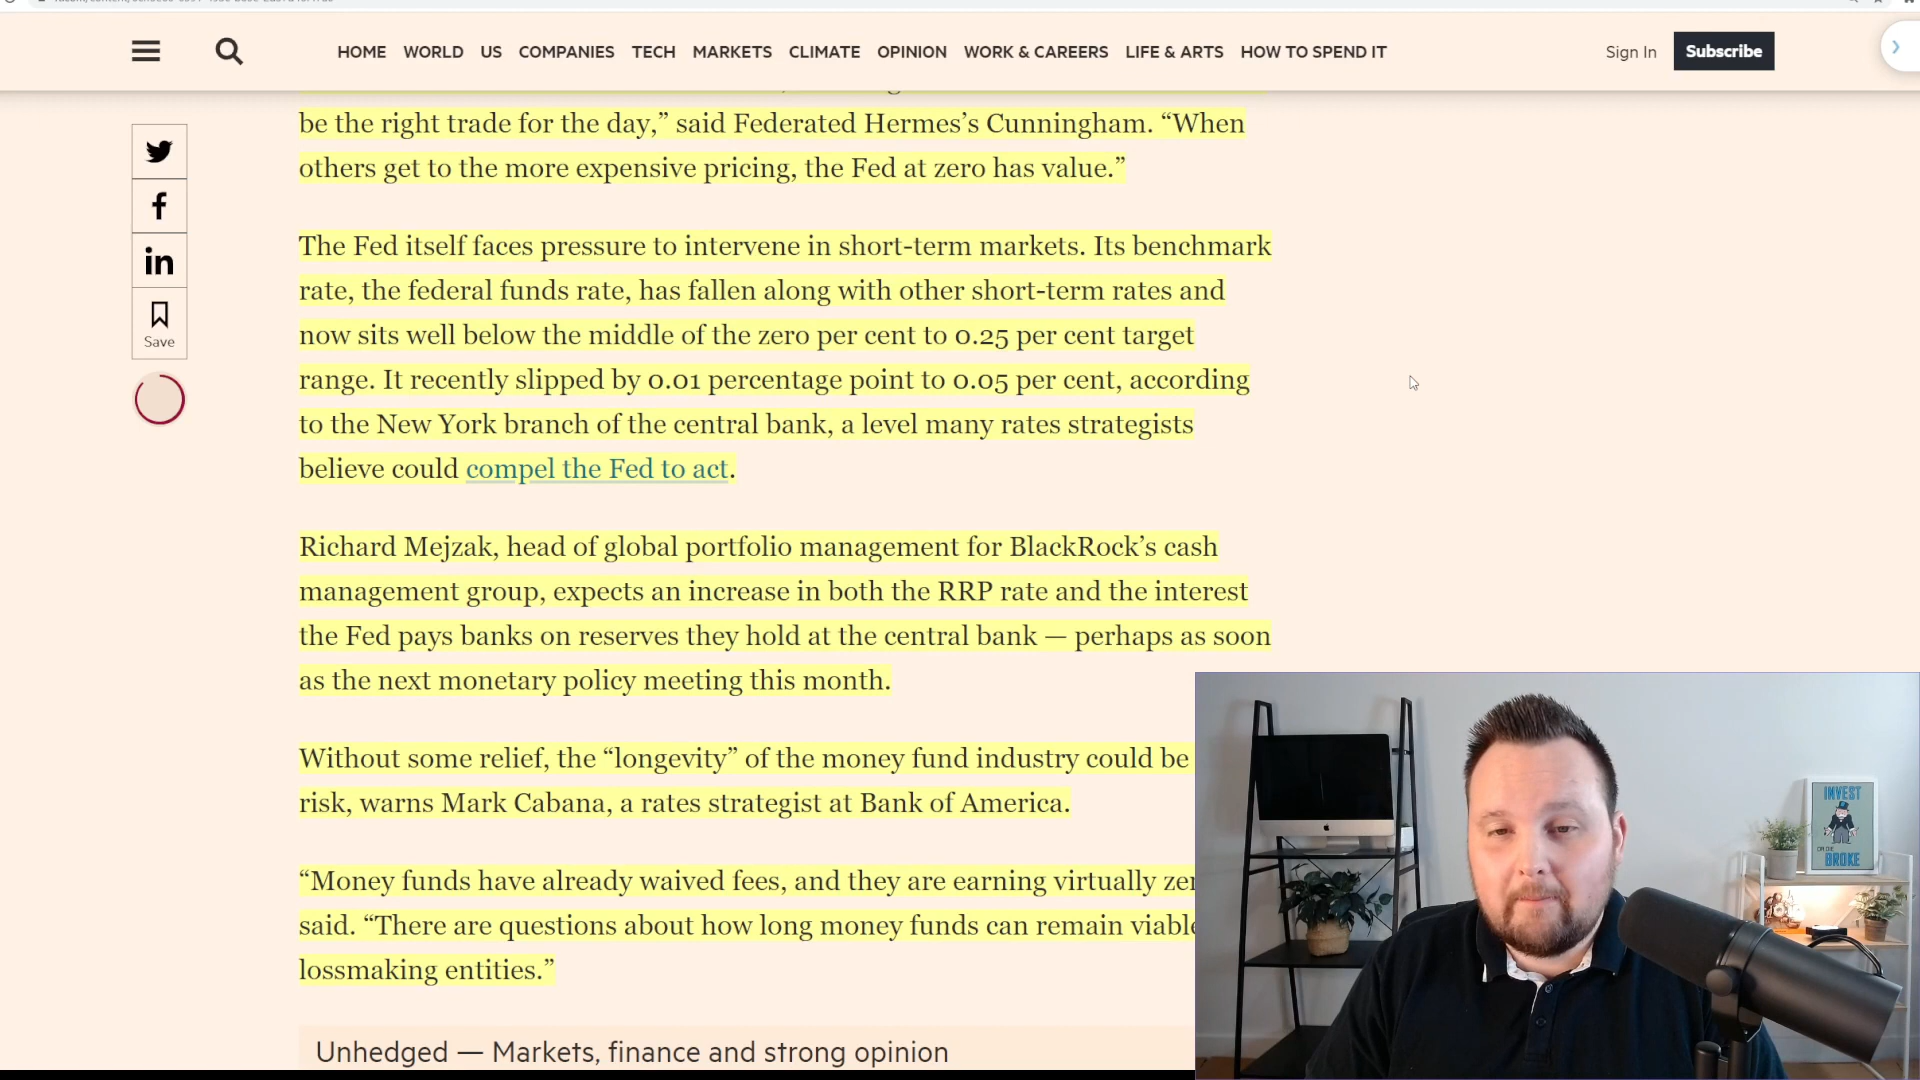 HOME WORLD US COMPANIES TECH MARKETS CLIMATE OPINION WORK & CAREERS LIFE & ARTS HOW TO SPEND IT Sign In Subscribe
be the right trade for the day,” said Federated Hermes’s Cunningham. “When
others get to the more expensive pricing, the Fed at zero has value.”
The Fed itself faces pressure to intervene in short-term markets. Its benchmark
rate, the federal funds rate, has fallen along with other short-term rates and
now sits well below the middle of the zero per cent to 0.25 per cent target
range. It recently slipped by 0.01 percentage point to 0.05 per cent, according
to the New York branch of the central bank, a level many rates strategists
believe could compel the Fed to act.
Save
Richard Mejzak, head of global portfolio management for BlackRock’s cash
management group, expects an increase in both the RRP rate and the interest
the Fed pays banks on reserves they hold at the central bank — perhaps as soon
as the next monetary policy meeting this month.
Without some relief, the “longevity” of the money fund industry could be
risk, warns Mark Cabana, a rates strategist at Bank of America.
“Money funds have already waived fees, and they are earning virtually
said. “There are questions about how long money funds can remain viable
lossmaking entities.”
Unhedged — Markets, finance and strong opinion
INVEST
OR DIE
BROKE